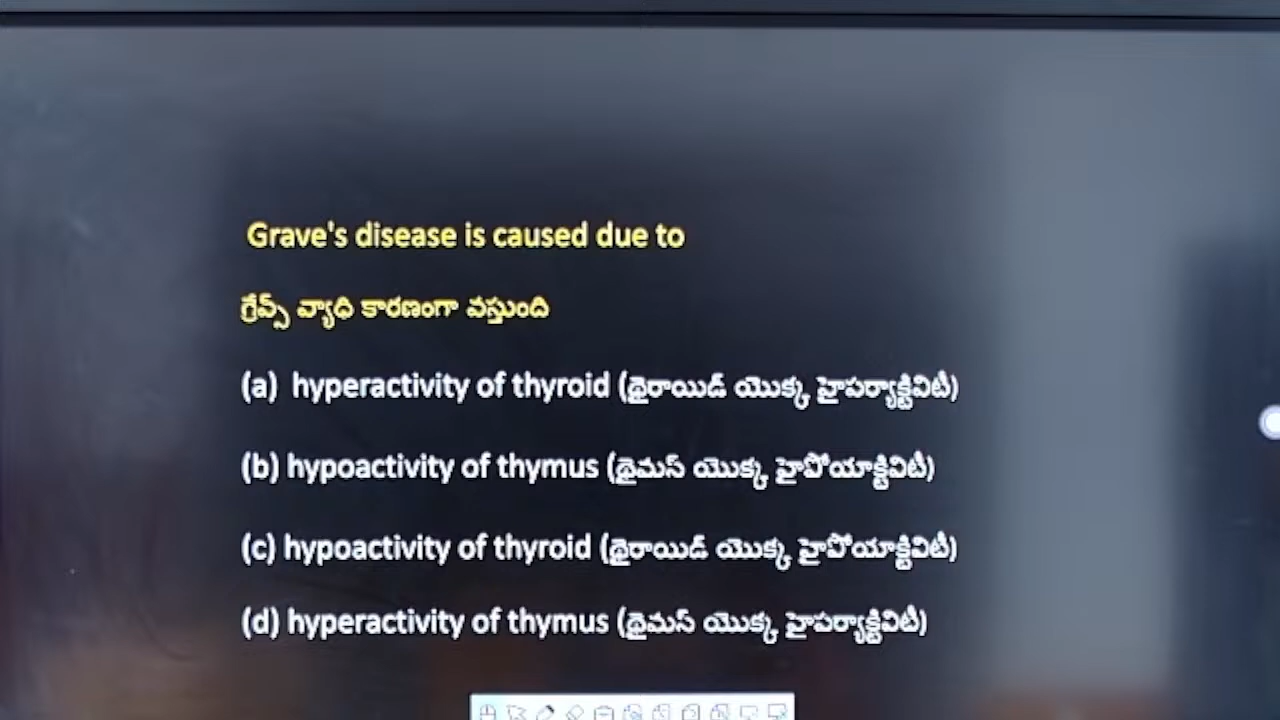 Grave's disease is caused due to
గ్రేవ్స్ వ్యాధి కారణంగా వస్తుంది
(a) hyperactivity of thyroid (థైరాయిడ్ యొక్క హైపర్యాక్టివిటీ)
(b) hypoactivity of thymus (థైమస్ యొక్క హైపోయాక్టివిటీ)
(c) hypoactivity of thyroid (థైరాయిడ్ యొక్క హైపోయాక్టివిటీ)
(d) hyperactivity of thymus (థైమస్ యొక్క హైపర్యాక్టివిటీ)